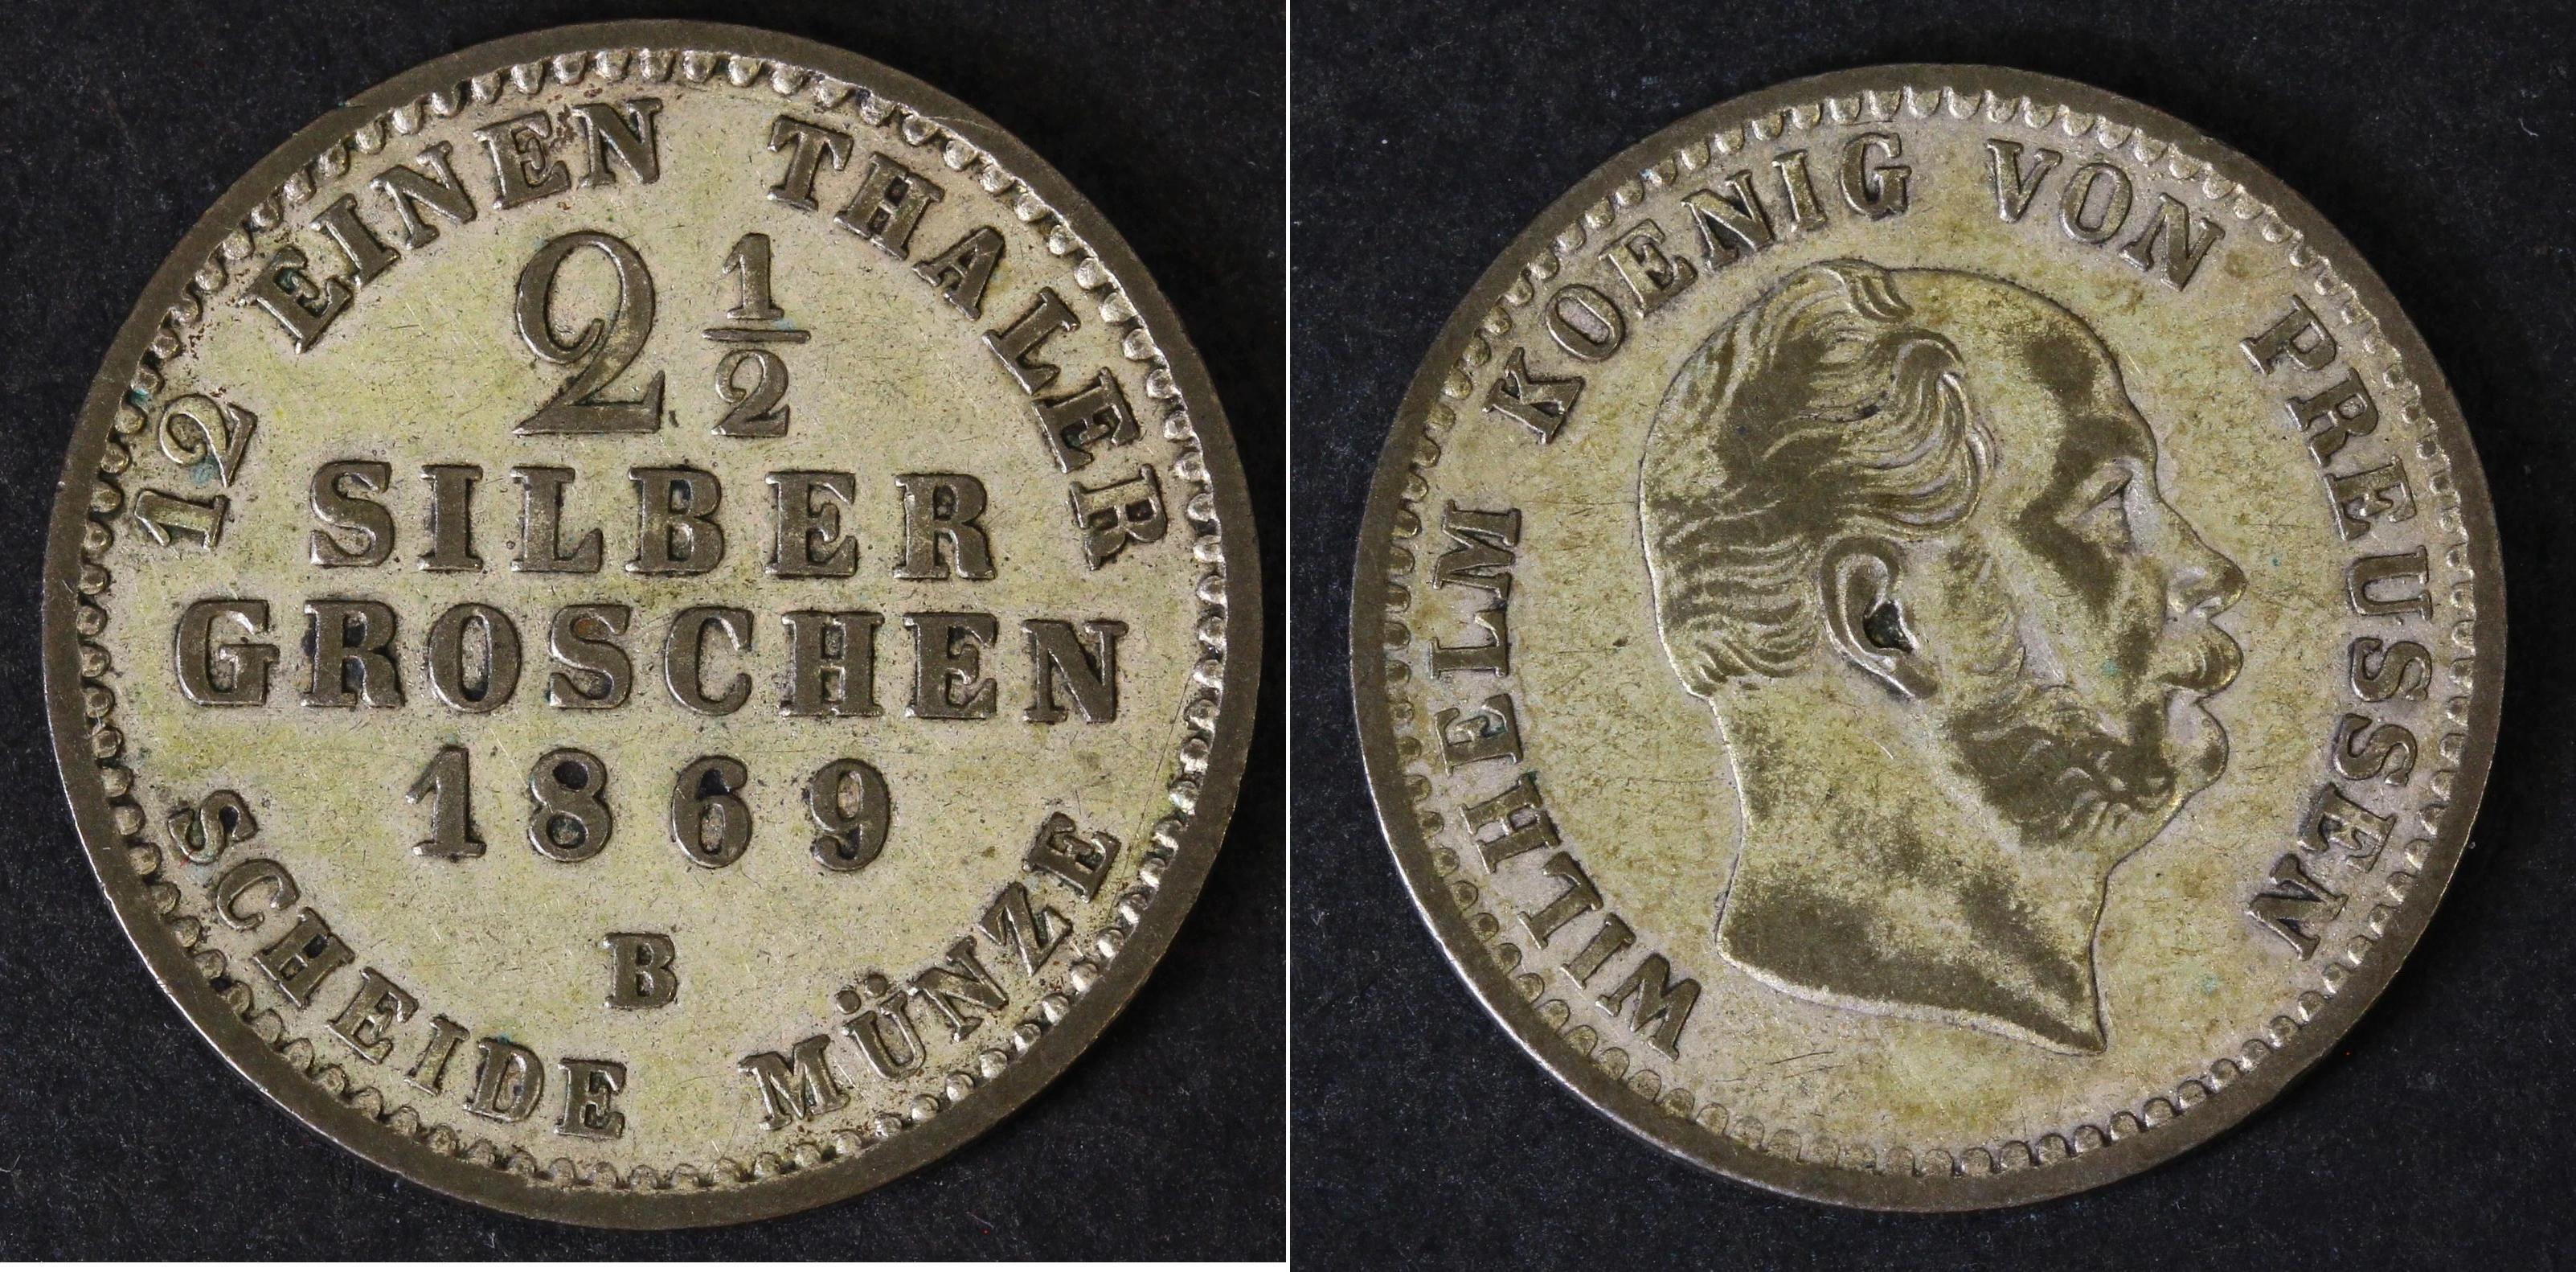 12 EINEN THALER
2 1/2
SILBER
GROSCHEN
1869
B
SCHEIDE MÜNZE
WILHELM KOENIG VON PREUSSEN